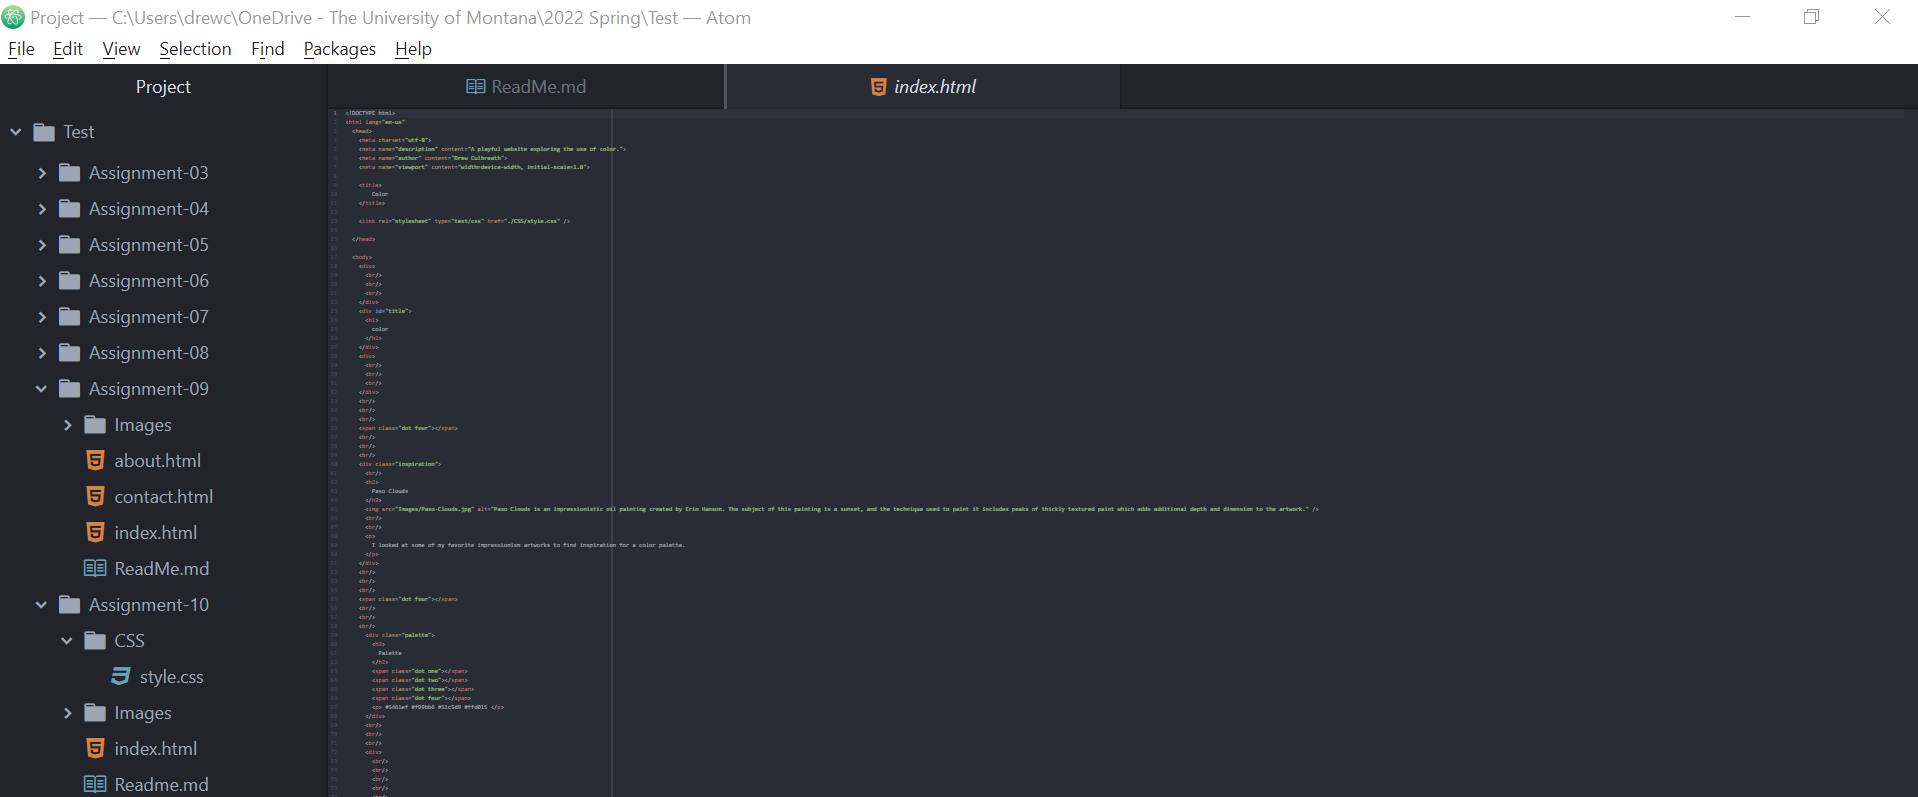 Project — C:\Users\drewc\OneDrive - The University of Montana\2022 Spring\Test — Atom
File Edit View Selection Find Packages Help
Project
ReadMe.md
index.html
Test
Assignment-03
Assignment-04
Assignment-05
Assignment-06
Assignment-07
Assignment-08
Assignment-09
Images
about.html
contact.html
index.html
ReadMe.md
Assignment-10
CSS
style.css
Images
index.html
Readme.md
<!DOCTYPE html>
<html lang="en-us"
<head>
<meta charset="utf-8">
<meta name="description" content="A playful website exploring the use of color.">
<meta name="author" content="Drew Culbreath">
<meta name="viewport" content="width=device-width, initial-scale=1.0">
<title>
Color
</title>
<link rel="stylesheet" type="text/css" href="./CSS/style.css" />
</head>
<body>
<div>
<br/>
<br/>
<br/>
</div>
<div id="title">
<h1>
color
</h1>
</div>
<div>
<br/>
<br/>
<br/>
</div>
<br/>
<br/>
<br/>
<span class="dot four"></span>
<br/>
<br/>
<br/>
<div class="inspiration">
<br/>
<h2>
Paso Clouds
</h2>
<img src="Images/Paso-Clouds.jpg" alt="Paso Clouds is an impressionistic oil painting created by Erin Hanson. The subject of this painting is a sunset, and the technique used to paint it includes peaks of thickly textured paint which adds additional depth and dimension to the artwork." />
<br/>
<br/>
<p>
I looked at some of my favorite impressionism artworks to find inspiration for a color palette.
</p>
</div>
<br/>
<br/>
<br/>
<span class="dot four"></span>
<br/>
<br/>
<br/>
<div class="palette">
<h2>
Palette
</h2>
<span class="dot one"></span>
<span class="dot two"></span>
<span class="dot three"></span>
<span class="dot four"></span>
<p> #5461ef #f99bb6 #51c5d9 #ffd015 </p>
</div>
<br/>
<br/>
<br/>
<div>
<br/>
<br/>
<br/>
<br/>